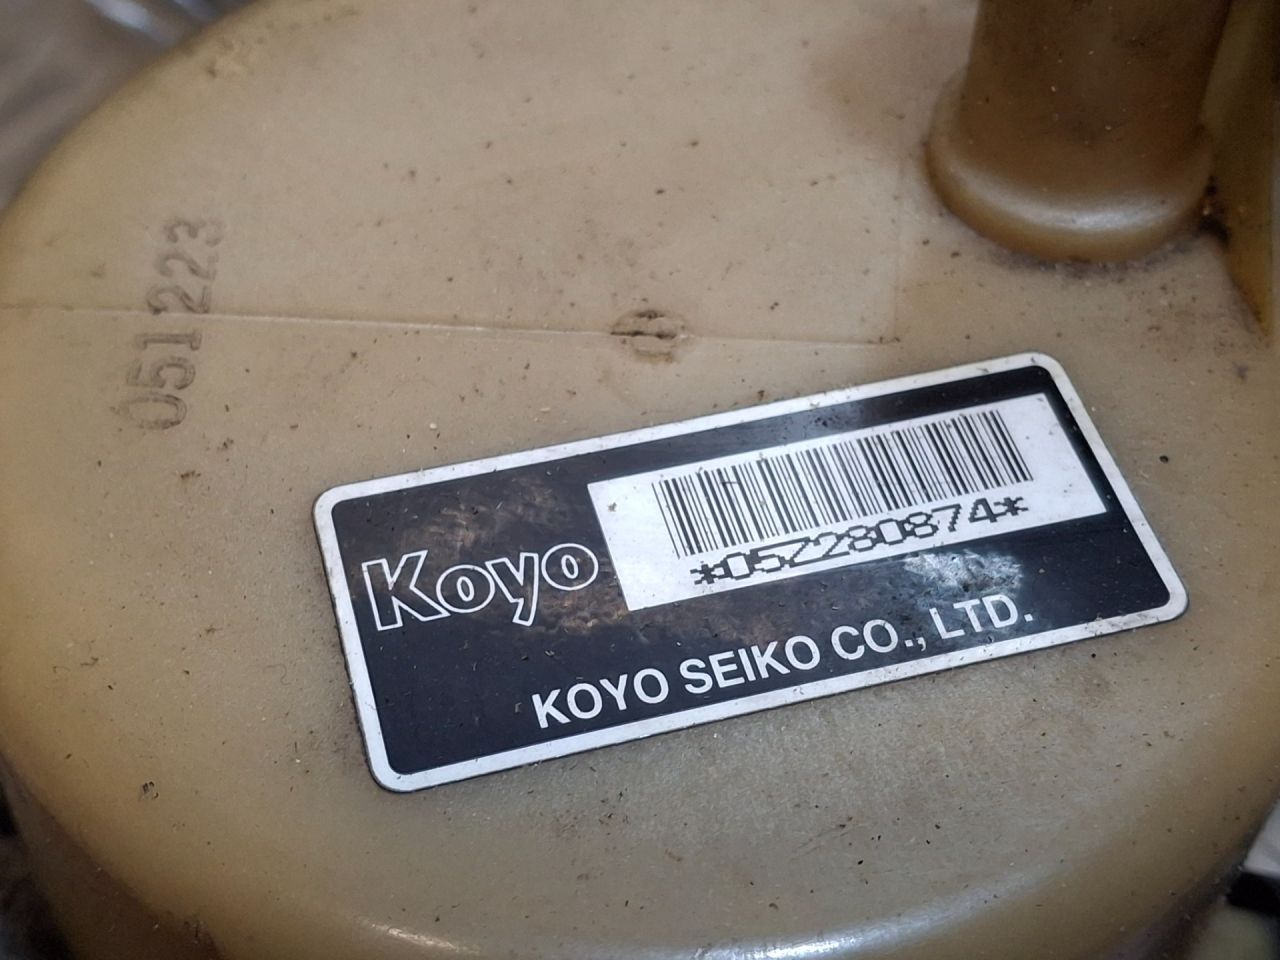 051223
Koyo
*05Z280874*
KOYO SEIKO CO., LTD.